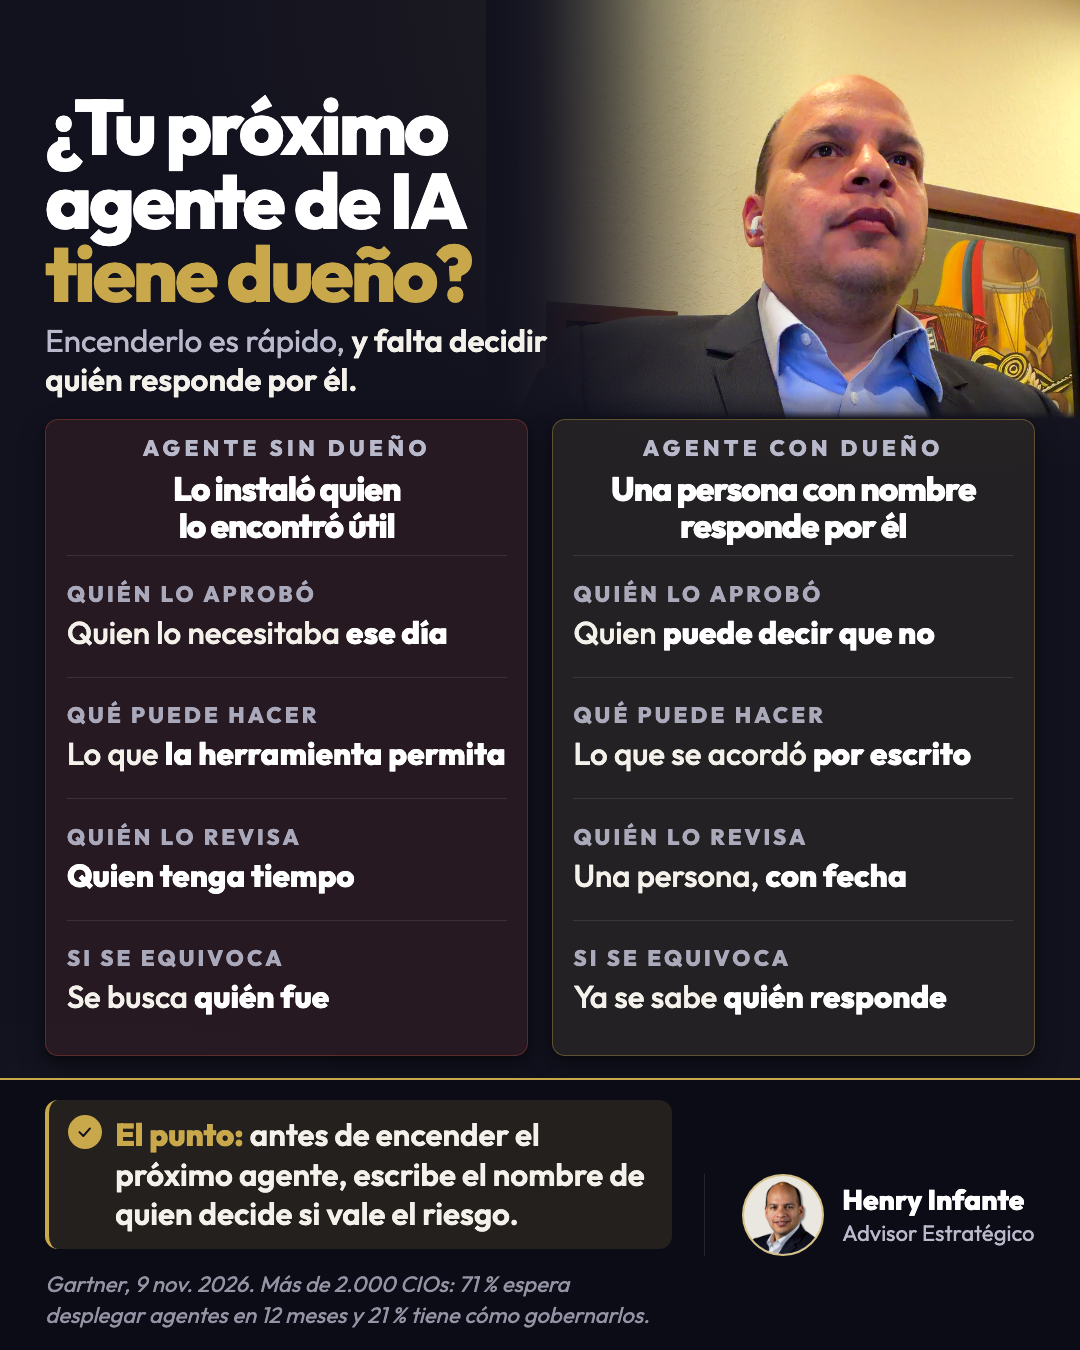 ¿Tu próximo
agente de IA
tiene dueño?
Encenderlo es rápido, y falta decidir
quién responde por él.
AGENTE SIN DUEÑO
Lo instaló quien
lo encontró útil
QUIÉN LO APROBÓ
Quien lo necesitaba ese día
QUÉ PUEDE HACER
Lo que la herramienta permita
QUIÉN LO REVISA
Quien tenga tiempo
SI SE EQUIVOCA
Se busca quién fue
AGENTE CON DUEÑO
Una persona con nombre
responde por él
QUIÉN LO APROBÓ
Quien puede decir que no
QUÉ PUEDE HACER
Lo que se acordó por escrito
QUIÉN LO REVISA
Una persona, con fecha
SI SE EQUIVOCA
Ya se sabe quién responde
El punto: antes de encender el
próximo agente, escribe el nombre de
quien decide si vale el riesgo.
Henry Infante
Advisor Estratégico
Gartner, 9 nov. 2026. Más de 2.000 CIOs: 71 % espera
desplegar agentes en 12 meses y 21 % tiene cómo gobernarlos.